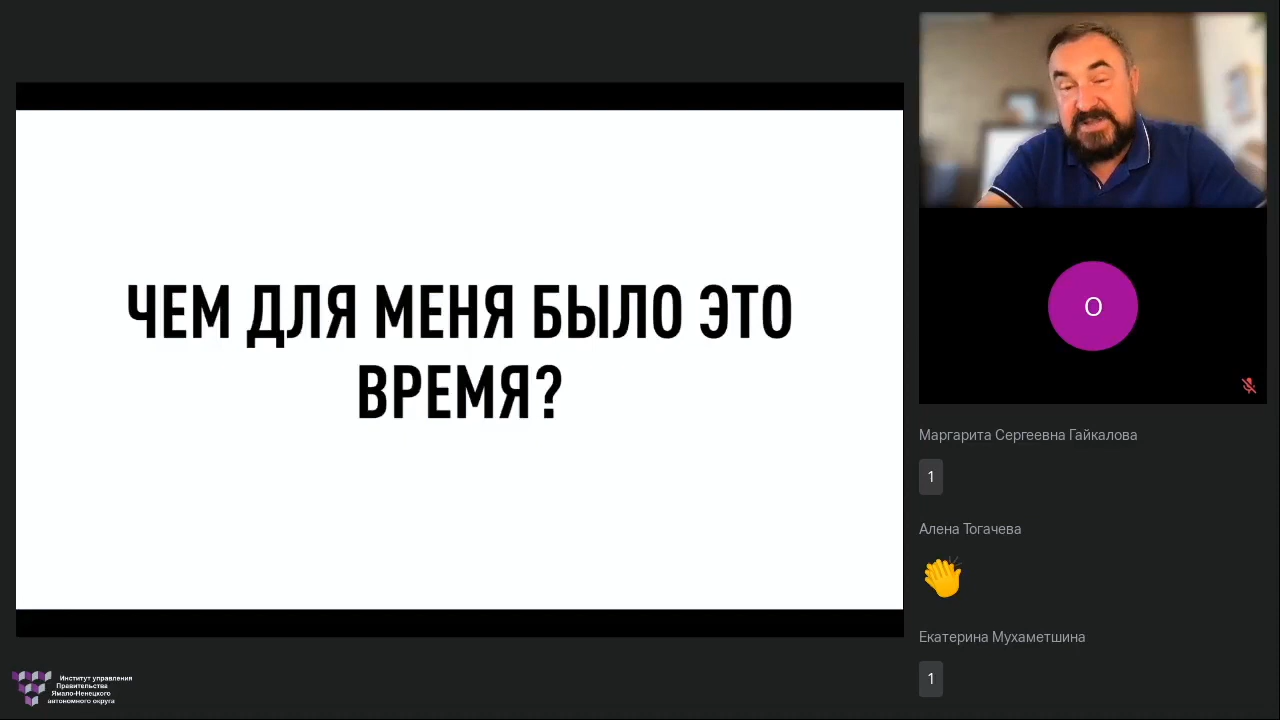 ЧЕМ ДЛЯ МЕНЯ БЫЛО ЭТО
ВРЕМЯ?
О
Маргарита Сергеевна Гайкалова
1
Алена Тогачева
Екатерина Мухаметшина
1
Институт управления
Правительства
Ямало-Ненецкого
автономного округа